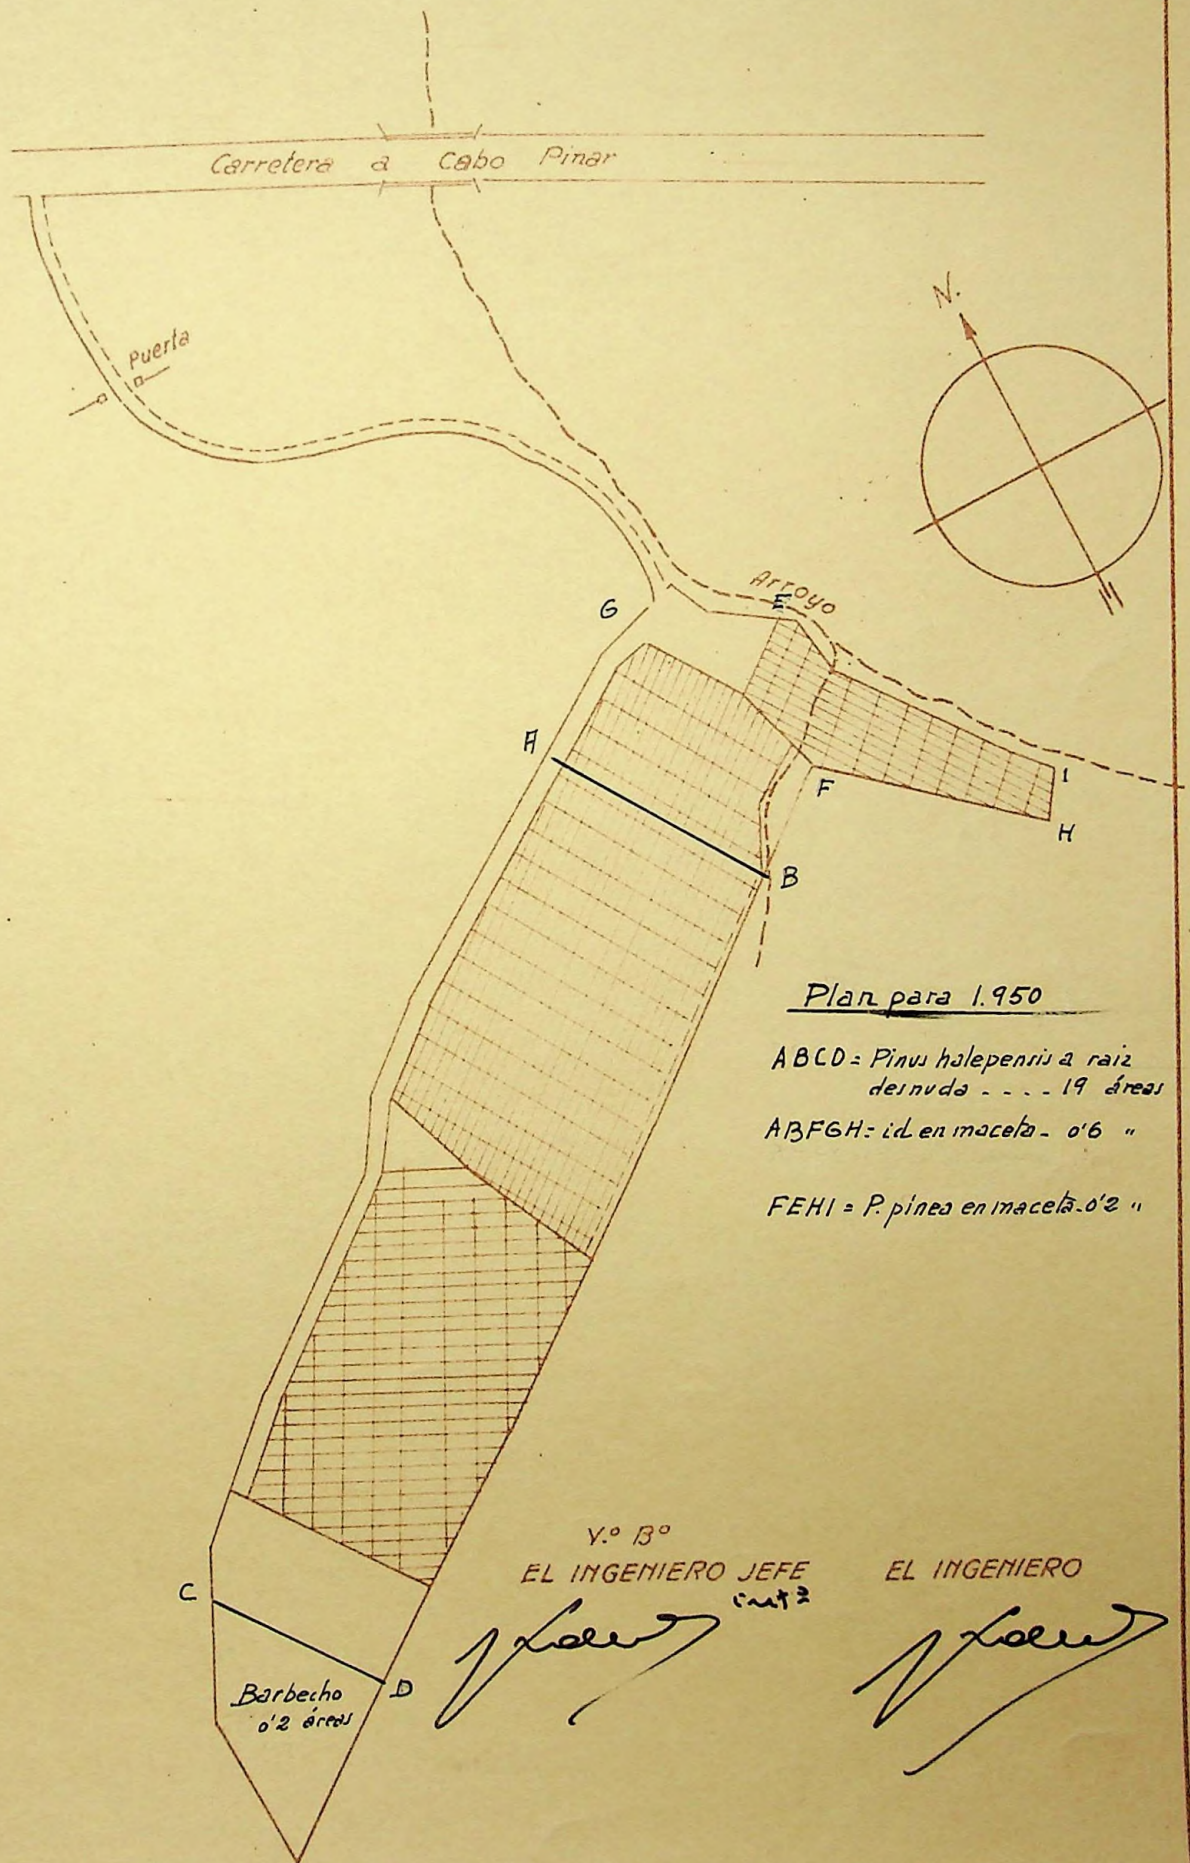 Carretera a Cabo Pinar
N.
Puerta
Arroyo
G
E
A
F
I
H
B
Plan para 1.950
ABCD = Pinus halepensis a raiz
desnuda - - - - 19 áreas
ABFGH = id en maceta - 0'6 "
FEHI = P. pinea en maceta - 0'2 "
V.º Bº
EL INGENIERO JEFE
EL INGENIERO
C
D
Barbecho
0'2 áreas